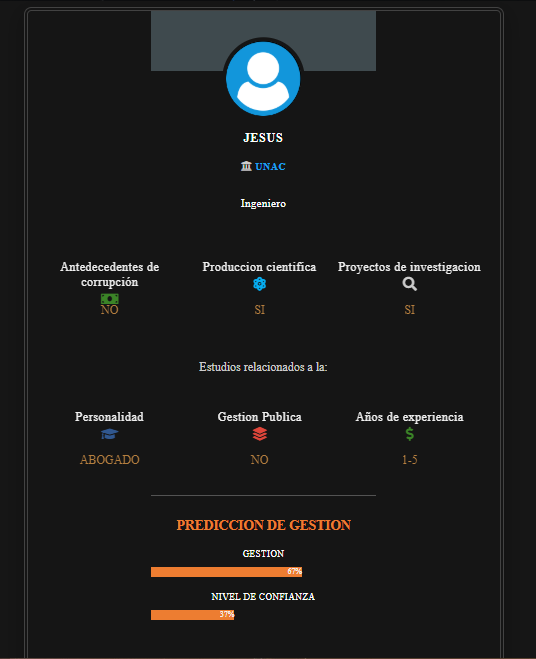 JESUS
UNAC
Ingeniero
Antedecedentes de corrupción
Produccion cientifica
Proyectos de investigacion
NO
SI
SI
Estudios relacionados a la:
Personalidad
Gestion Publica
Años de experiencia
ABOGADO
NO
1-5
PREDICCION DE GESTION
GESTION
67%
NIVEL DE CONFIANZA
37%